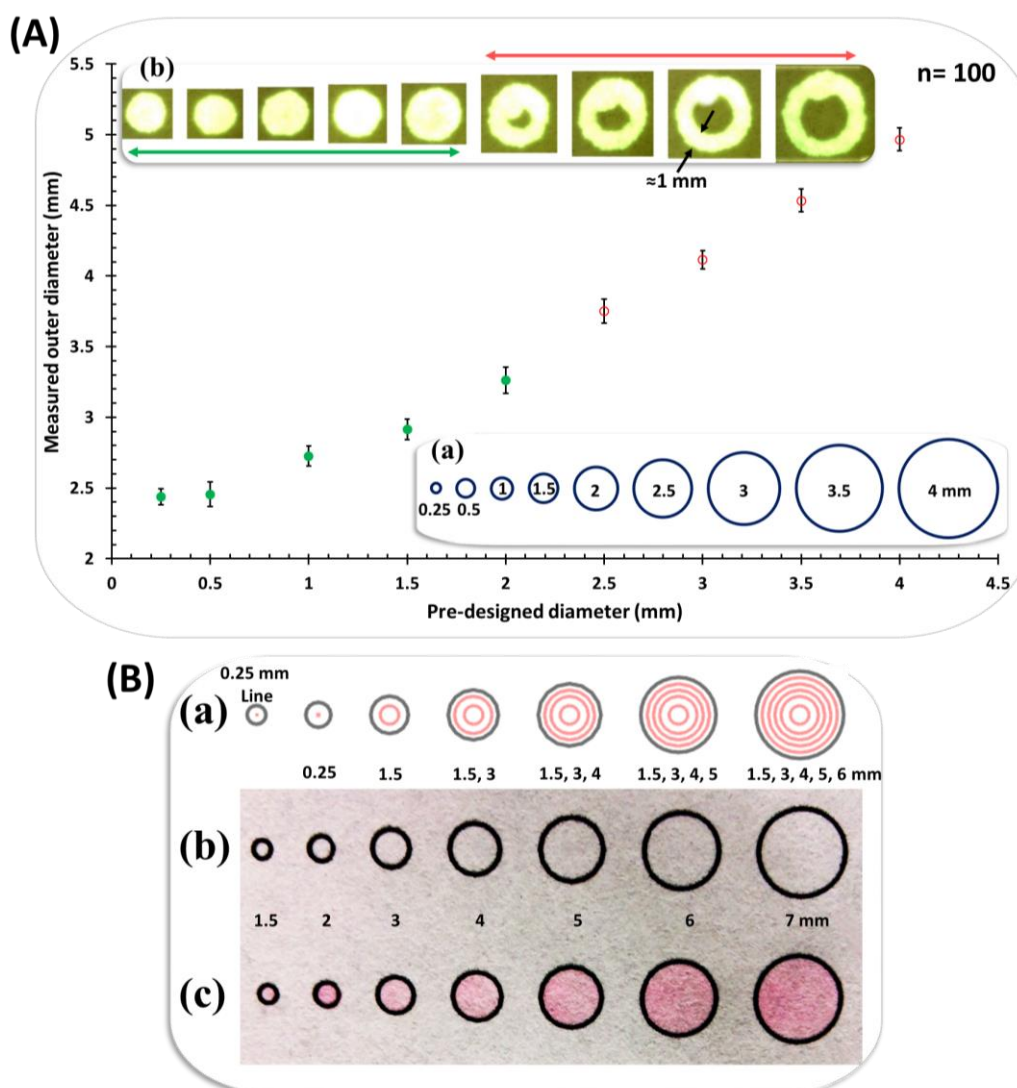 (A)
(b)
n= 100
≈1 mm
5.5
5
4.5
4
3.5
3
2.5
2
Measured outer diameter (mm)
(a)
0.25
0.5
1
1.5
2
2.5
3
3.5
4 mm
0 0.5 1 1.5 2 2.5 3 3.5 4 4.5
Pre-designed diameter (mm)
(B)
0.25 mm
Line
(a)
0.25 1.5 1.5, 3 1.5, 3, 4 1.5, 3, 4, 5 1.5, 3, 4, 5, 6 mm
(b)
1.5 2 3 4 5 6 7 mm
(c)